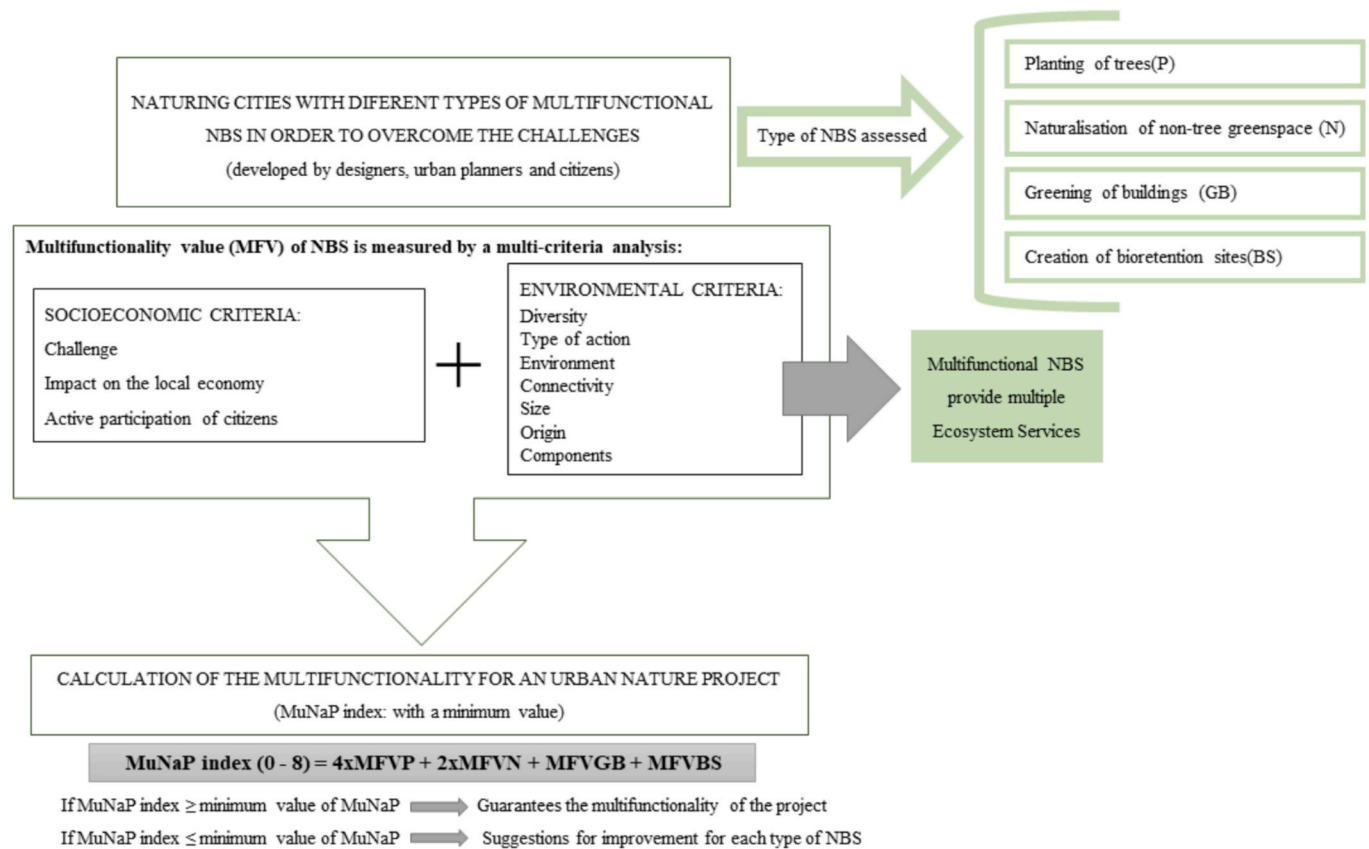 NATURING CITIES WITH DIFERENT TYPES OF MULTIFUNCTIONAL
NBS IN ORDER TO OVERCOME THE CHALLENGES
(developed by designers, urban planners and citizens)
Type of NBS assessed
Planting of trees(P)
Naturalisation of non-tree greenspace (N)
Greening of buildings (GB)
Creation of bioretention sites(BS)
Multifunctionality value (MFV) of NBS is measured by a multi-criteria analysis:
SOCIOECONOMIC CRITERIA:
Challenge
Impact on the local economy
Active participation of citizens
+
ENVIRONMENTAL CRITERIA:
Diversity
Type of action
Environment
Connectivity
Size
Origin
Components
Multifunctional NBS
provide multiple
Ecosystem Services
CALCULATION OF THE MULTIFUNCTIONALITY FOR AN URBAN NATURE PROJECT
(MuNaP index: with a minimum value)
MuNaP index (0 - 8) = 4xMFVP + 2xMFVN + MFVGB + MFVBS
If MuNaP index ≥ minimum value of MuNaP Guarantees the multifunctionality of the project
If MuNaP index ≤ minimum value of MuNaP Suggestions for improvement for each type of NBS